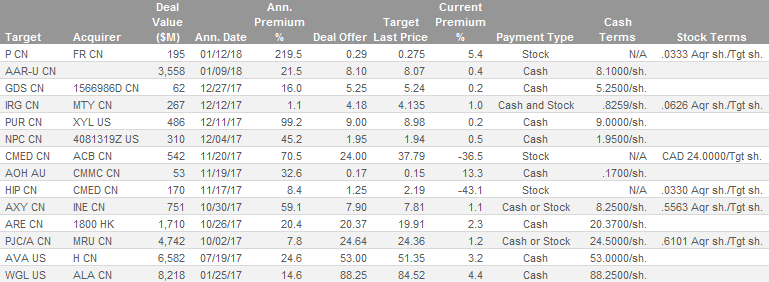 Deal Ann. Current
Value Premium Target Premium Cash
Target Acquirer ($M) Ann. Date % Deal Offer Last Price % Payment Type Terms Stock Terms
P CN FR CN 195 01/12/18 219.5 0.29 0.275 5.4 Stock N/A .0333 Aqr sh./Tgt sh.
AAR-U CN 3,558 01/09/18 21.5 8.10 8.07 0.4 Cash 8.1000/sh.
GDS CN 1566986D CN 62 12/27/17 16.0 5.25 5.24 0.2 Cash 5.2500/sh.
IRG CN MTY CN 267 12/12/17 1.1 4.18 4.135 1.0 Cash and Stock .8259/sh. .0626 Aqr sh./Tgt sh.
PUR CN XYL US 486 12/11/17 99.2 9.00 8.98 0.2 Cash 9.0000/sh.
NPC CN 4081319Z US 310 12/04/17 45.2 1.95 1.94 0.5 Cash 1.9500/sh.
CMED CN ACB CN 542 11/20/17 70.5 24.00 37.79 -36.5 Stock N/A CAD 24.0000/Tgt sh.
AOH AU CMMC CN 53 11/19/17 32.6 0.17 0.15 13.3 Cash .1700/sh.
HIP CN CMED CN 170 11/17/17 8.4 1.25 2.19 -43.1 Stock N/A .0330 Aqr sh./Tgt sh.
AXY CN INE CN 751 10/30/17 59.1 7.90 7.81 1.1 Cash or Stock 8.2500/sh. .5563 Aqr sh./Tgt sh.
ARE CN 1800 HK 1,710 10/26/17 20.4 20.37 19.91 2.3 Cash 20.3700/sh.
PJC/A CN MRU CN 4,742 10/02/17 7.8 24.64 24.36 1.2 Cash or Stock 24.5000/sh. .6101 Aqr sh./Tgt sh.
AVA US H CN 6,582 07/19/17 24.6 53.00 51.35 3.2 Cash 53.0000/sh.
WGL US ALA CN 8,218 01/25/17 14.6 88.25 84.52 4.4 Cash 88.2500/sh.